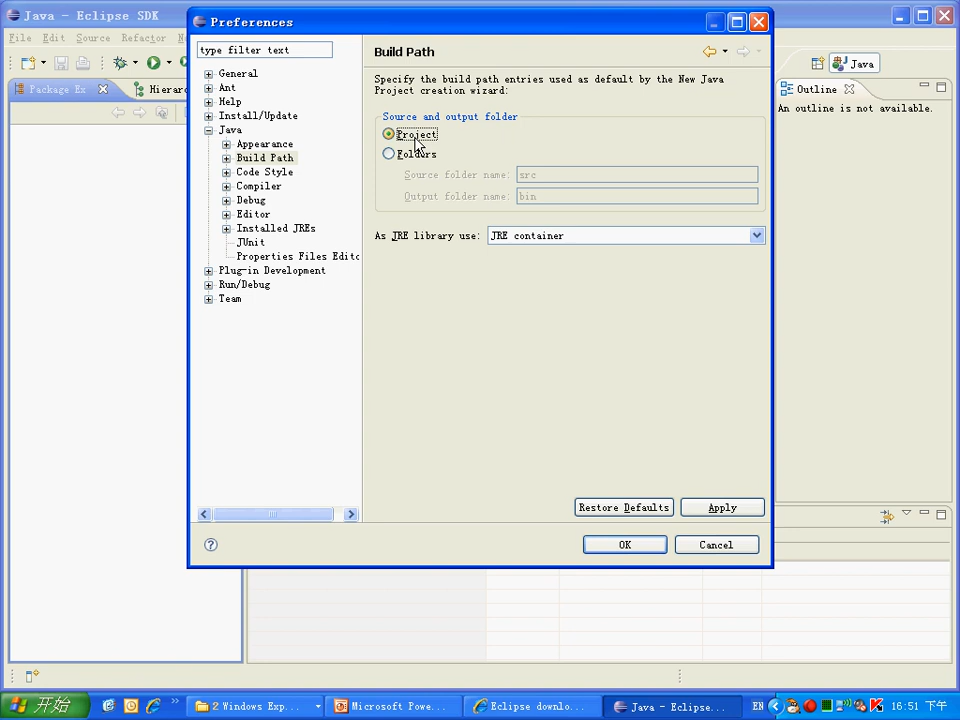 Java - Eclipse SDK
File Edit Source Refactor
Java
Package Ex
Hierar
Outline
An outline is not available.
Preferences
type filter text
General
Ant
Help
Install/Update
Java
Appearance
Build Path
Code Style
Compiler
Debug
Editor
Installed JREs
JUnit
Properties Files Edito
Plug-in Development
Run/Debug
Team
Build Path
Specify the build path entries used as default by the New Java
Project creation wizard:
Source and output folder
Project
Folders
Source folder name: src
Output folder name: bin
As JRE library use: JRE container
Restore Defaults Apply
OK Cancel
开始
2 Windows Exp...
Microsoft Powe...
Eclipse downlo...
Java - Eclipse...
EN
16:51 下午